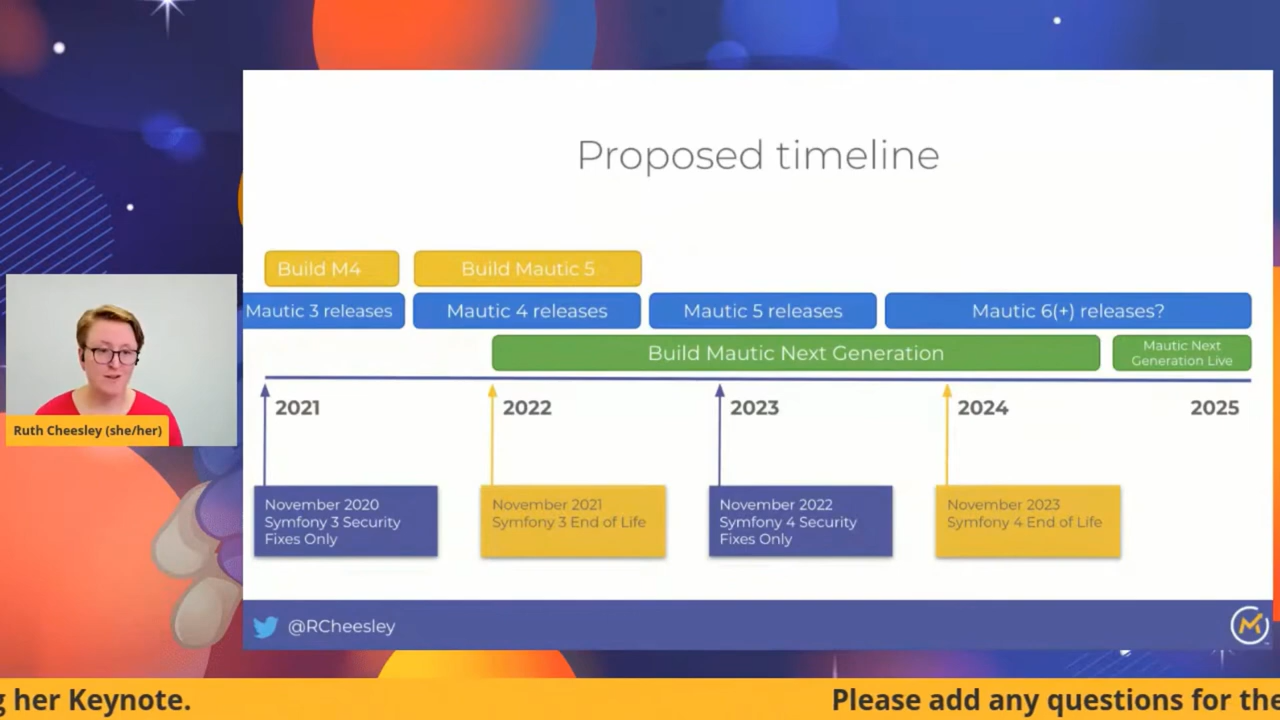 Proposed timeline
Build M4
Build Mautic 5
Mautic 3 releases
Mautic 4 releases
Mautic 5 releases
Mautic 6(+) releases?
Build Mautic Next Generation
Mautic Next
Generation Live
2021
2022
2023
2024
2025
November 2020
Symfony 3 Security
Fixes Only
November 2021
Symfony 3 End of Life
November 2022
Symfony 4 Security
Fixes Only
November 2023
Symfony 4 End of Life
Ruth Cheesley (she/her)
@RCheesley
g her Keynote.
Please add any questions for the